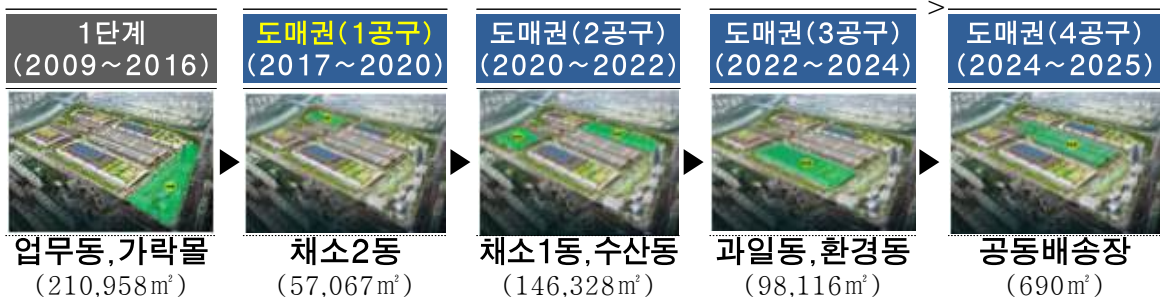 >
1단계
(2009~2016)
업무동,가락몰
(210,958㎡)
▶
도매권(1공구)
(2017~2020)
채소2동
(57,067㎡)
▶
도매권(2공구)
(2020~2022)
채소1동,수산동
(146,328㎡)
▶
도매권(3공구)
(2022~2024)
과일동,환경동
(98,116㎡)
▶
도매권(4공구)
(2024~2025)
공동배송장
(690㎡)